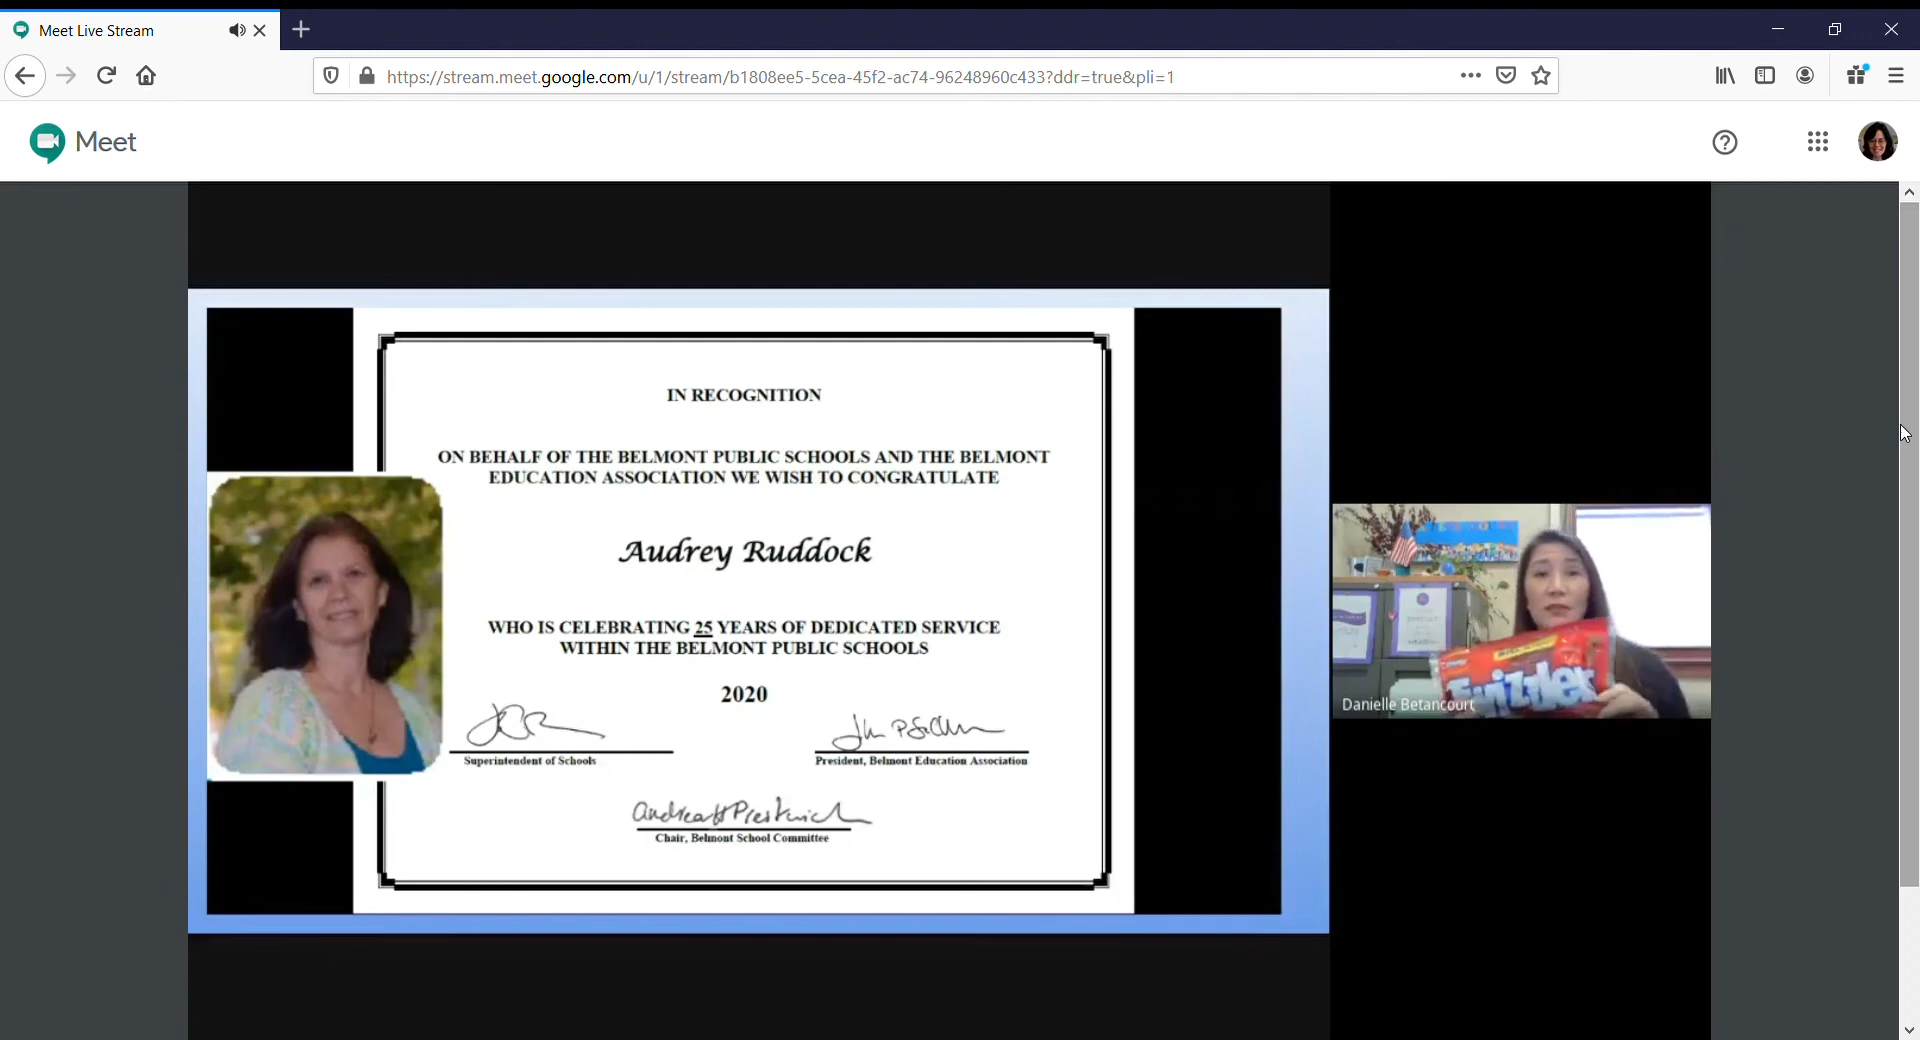 Meet Live Stream
https://stream.meet.google.com/u/1/stream/b1808ee5-5cea-45f2-ac74-96248960c433?ddr=true&pli=1
Meet
IN RECOGNITION
ON BEHALF OF THE BELMONT PUBLIC SCHOOLS AND THE BELMONT
EDUCATION ASSOCIATION WE WISH TO CONGRATULATE
Audrey Ruddock
WHO IS CELEBRATING 25 YEARS OF DEDICATED SERVICE
WITHIN THE BELMONT PUBLIC SCHOOLS
2020
Superintendent of Schools
President, Belmont Education Association
Andrea Prestwich
Chair, Belmont School Committee
Twizzlers
Danielle Betancourt